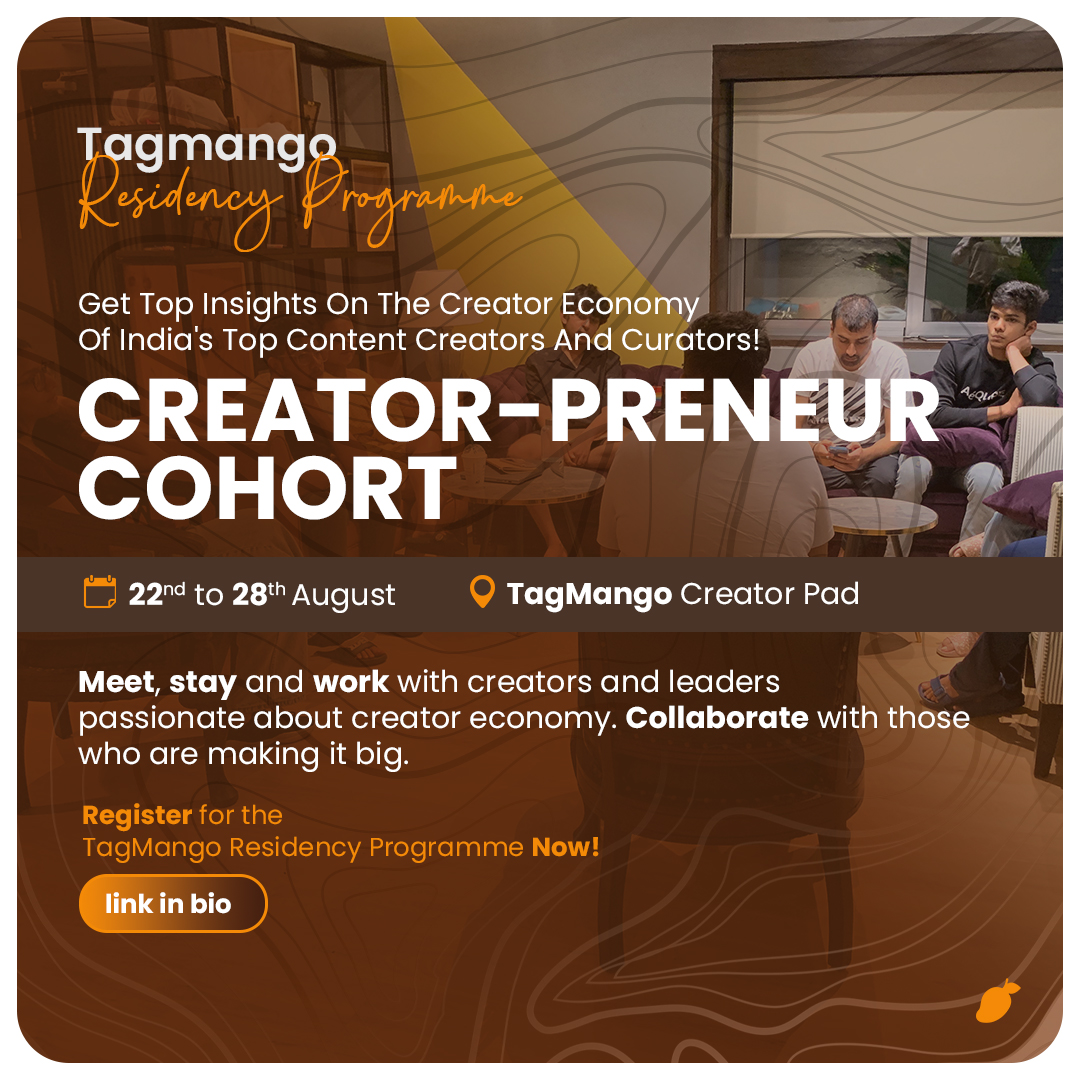 Tagmango
Residency Programme
Get Top Insights On The Creator Economy
Of India's Top Content Creators And Curators!
CREATOR-PRENEUR
COHORT
22nd to 28th August
TagMango Creator Pad
Meet, stay and work with creators and leaders
passionate about creator economy. Collaborate with those
who are making it big.
Register for the
TagMango Residency Programme Now!
link in bio